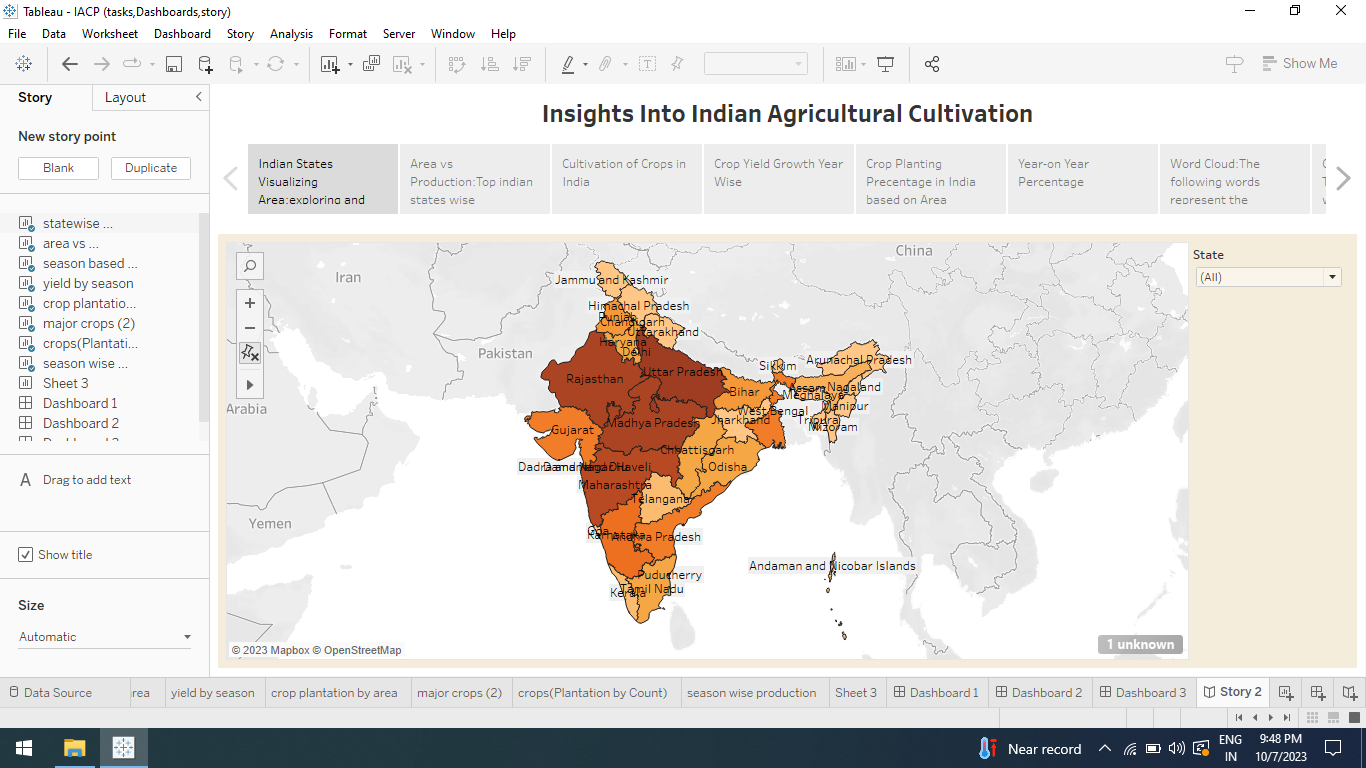 Tableau - IACP (tasks,Dashboards,story)
File Data Worksheet Dashboard Story Analysis Format Server Window Help
Show Me
Story Layout
New story point
Blank Duplicate
statewise ...
area vs ...
season based ...
yield by season
crop plantatio...
major crops (2)
crops(Plantati...
season wise ...
Sheet 3
Dashboard 1
Dashboard 2
A Drag to add text
Show title
Size
Automatic
Insights Into Indian Agricultural Cultivation
Indian States
Visualizing
Area:exploring and
Area vs
Production:Top indian
states wise
Cultivation of Crops in
India
Crop Yield Growth Year
Wise
Crop Planting
Precentage in India
based on Area
Year-on Year
Percentage
Word Cloud:The
following words
represent the
State
(All)
China
Iran
Pakistan
Arabia
Yemen
Jammu and Kashmir
Himachal Pradesh
Punjab
Chandigarh
Uttarakhand
Haryana
Delhi
Rajasthan
Uttar Pradesh
Sikkim
Arunachal Pradesh
Bihar
Assam
Nagaland
Meghalaya
Manipur
West Bengal
Tripura
Mizoram
Jharkhand
Gujarat
Madhya Pradesh
Chhattisgarh
Odisha
Maharashtra
Telangana
Goa
Karnataka
Andhra Pradesh
Puducherry
Tamil Nadu
Kerala
Andaman and Nicobar Islands
© 2023 Mapbox © OpenStreetMap
1 unknown
Data Source
rea
yield by season
crop plantation by area
major crops (2)
crops(Plantation by Count)
season wise production
Sheet 3
Dashboard 1
Dashboard 2
Dashboard 3
Story 2
Near record
ENG
IN
9:48 PM
10/7/2023